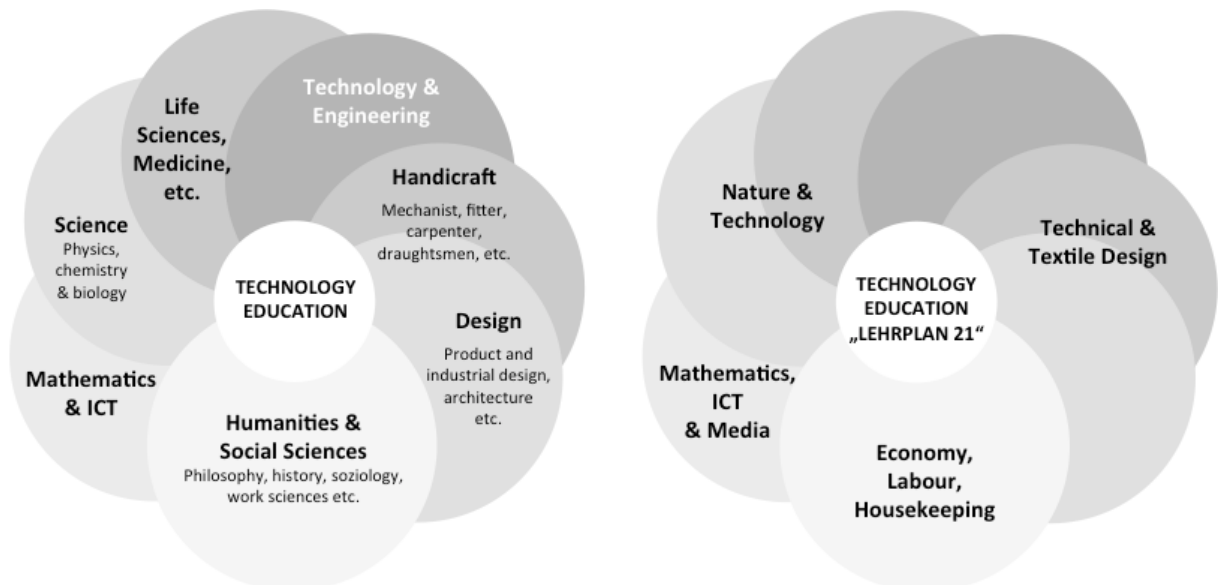 Technology &
Engineering
Life
Sciences,
Medicine,
etc.
Handicraft
Mechanist, fitter,
carpenter,
draughtsmen, etc.
Science
Physics,
chemistry
& biology
TECHNOLOGY
EDUCATION
Design
Product and
industrial design,
architecture
etc.
Mathematics
& ICT
Humanities &
Social Sciences
Philosophy, history, soziology,
work sciences etc.
Nature &
Technology
Technical &
Textile Design
TECHNOLOGY
EDUCATION
„LEHRPLAN 21“
Mathematics,
ICT
& Media
Economy,
Labour,
Housekeeping